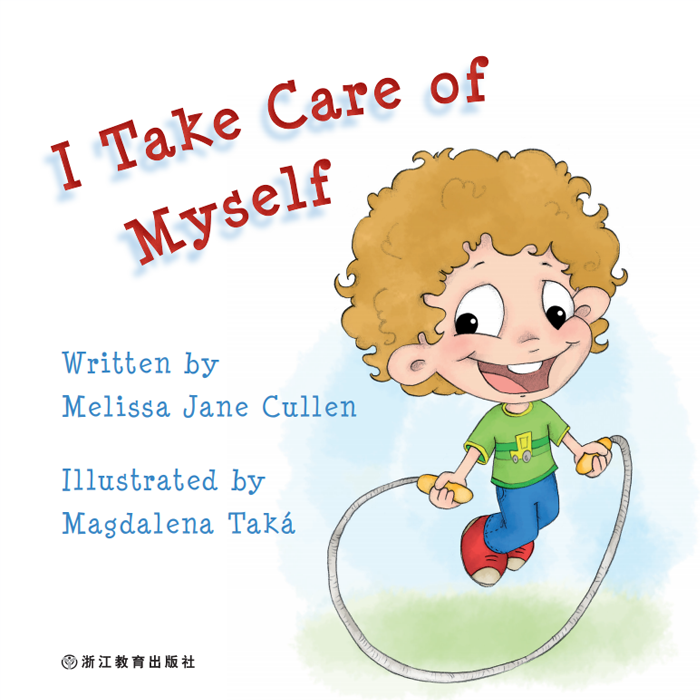 I Take Care of
Myself
Written by
Melissa Jane Cullen
Illustrated by
Magdalena Taká
浙江教育出版社